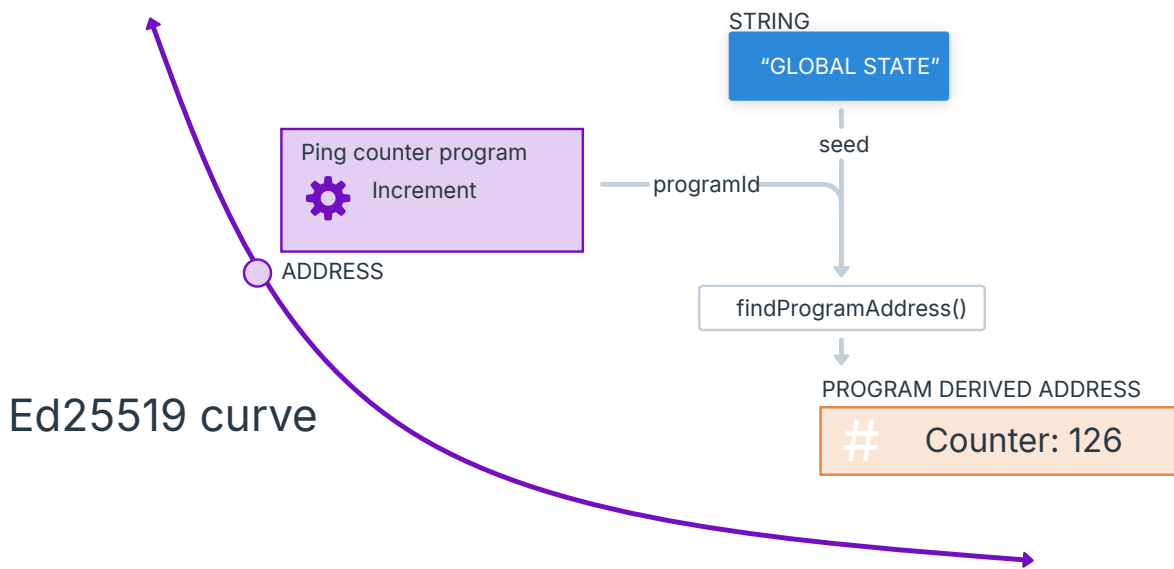 STRING
“GLOBAL STATE”
seed
Ping counter program
Increment
programId
ADDRESS
findProgramAddress()
PROGRAM DERIVED ADDRESS
# Counter: 126
Ed25519 curve